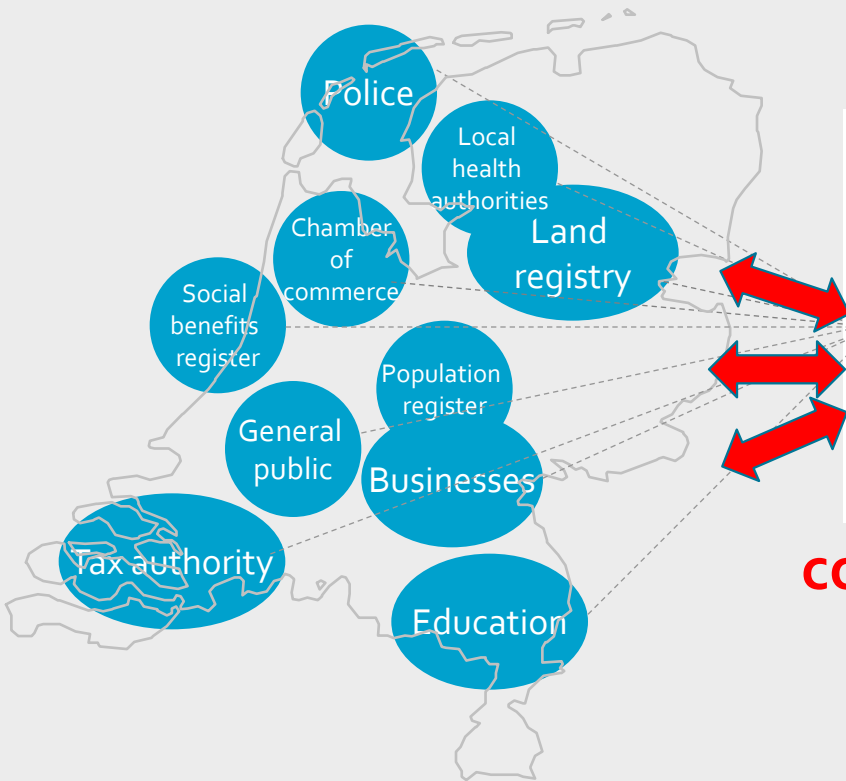 Police
Local
health
authorities
Land
registry
Chamber
of
commerce
Social
benefits
register
Population
register
General
public
Businesses
Tax authority
Education